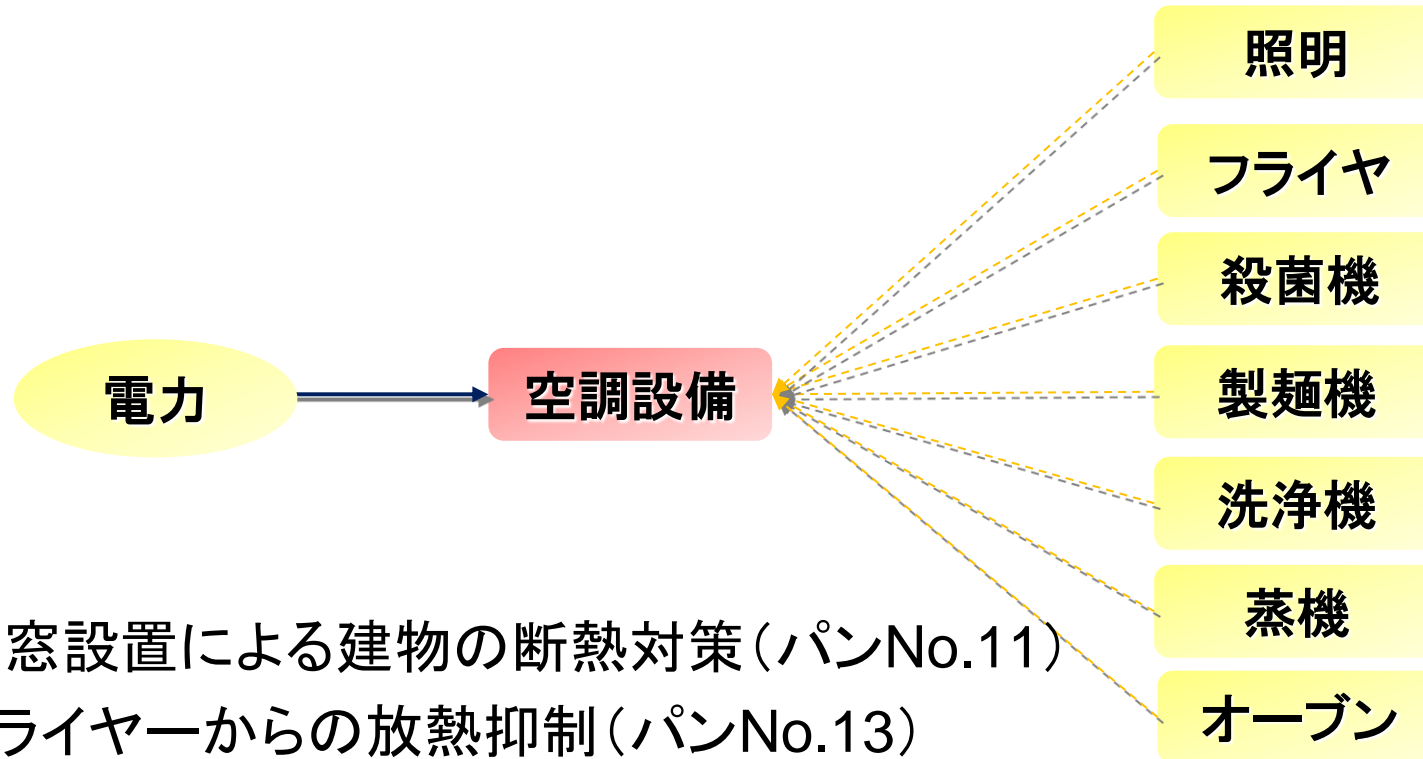 照明
フライヤ
殺菌機
電力
空調設備
製麺機
洗浄機
蒸機
窓設置による建物の断熱対策（パンNo.11）
ライヤーからの放熱抑制（パンNo.13）
オーブン